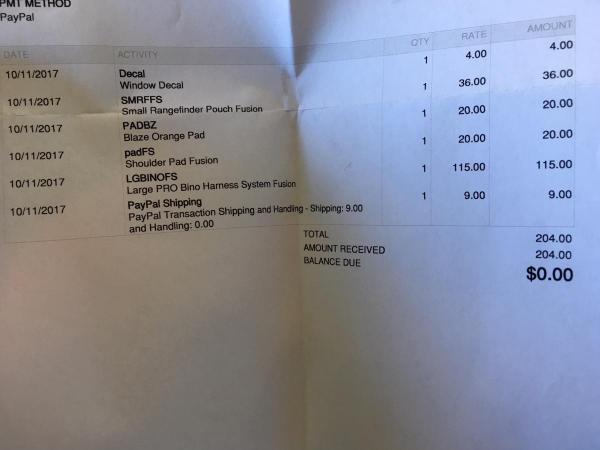 PMT METHOD
PayPal
DATE ACTIVITY QTY RATE AMOUNT
10/11/2017 Decal 1 4.00 4.00
Window Decal
10/11/2017 SMRFFS 1 36.00 36.00
Small Rangefinder Pouch Fusion
10/11/2017 PADBZ 1 20.00 20.00
Blaze Orange Pad
10/11/2017 padFS 1 20.00 20.00
Shoulder Pad Fusion
10/11/2017 LGBINOFS 1 115.00 115.00
Large PRO Bino Harness System Fusion
10/11/2017 PayPal Shipping 1 9.00 9.00
PayPal Transaction Shipping and Handling - Shipping: 9.00
and Handling: 0.00
TOTAL 204.00
AMOUNT RECEIVED 204.00
BALANCE DUE $0.00